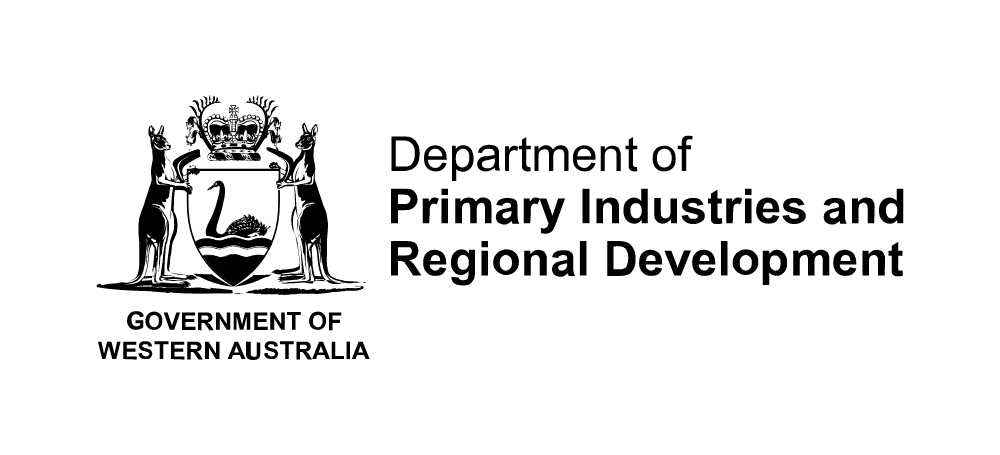 Department of
Primary Industries and
Regional Development
GOVERNMENT OF
WESTERN AUSTRALIA